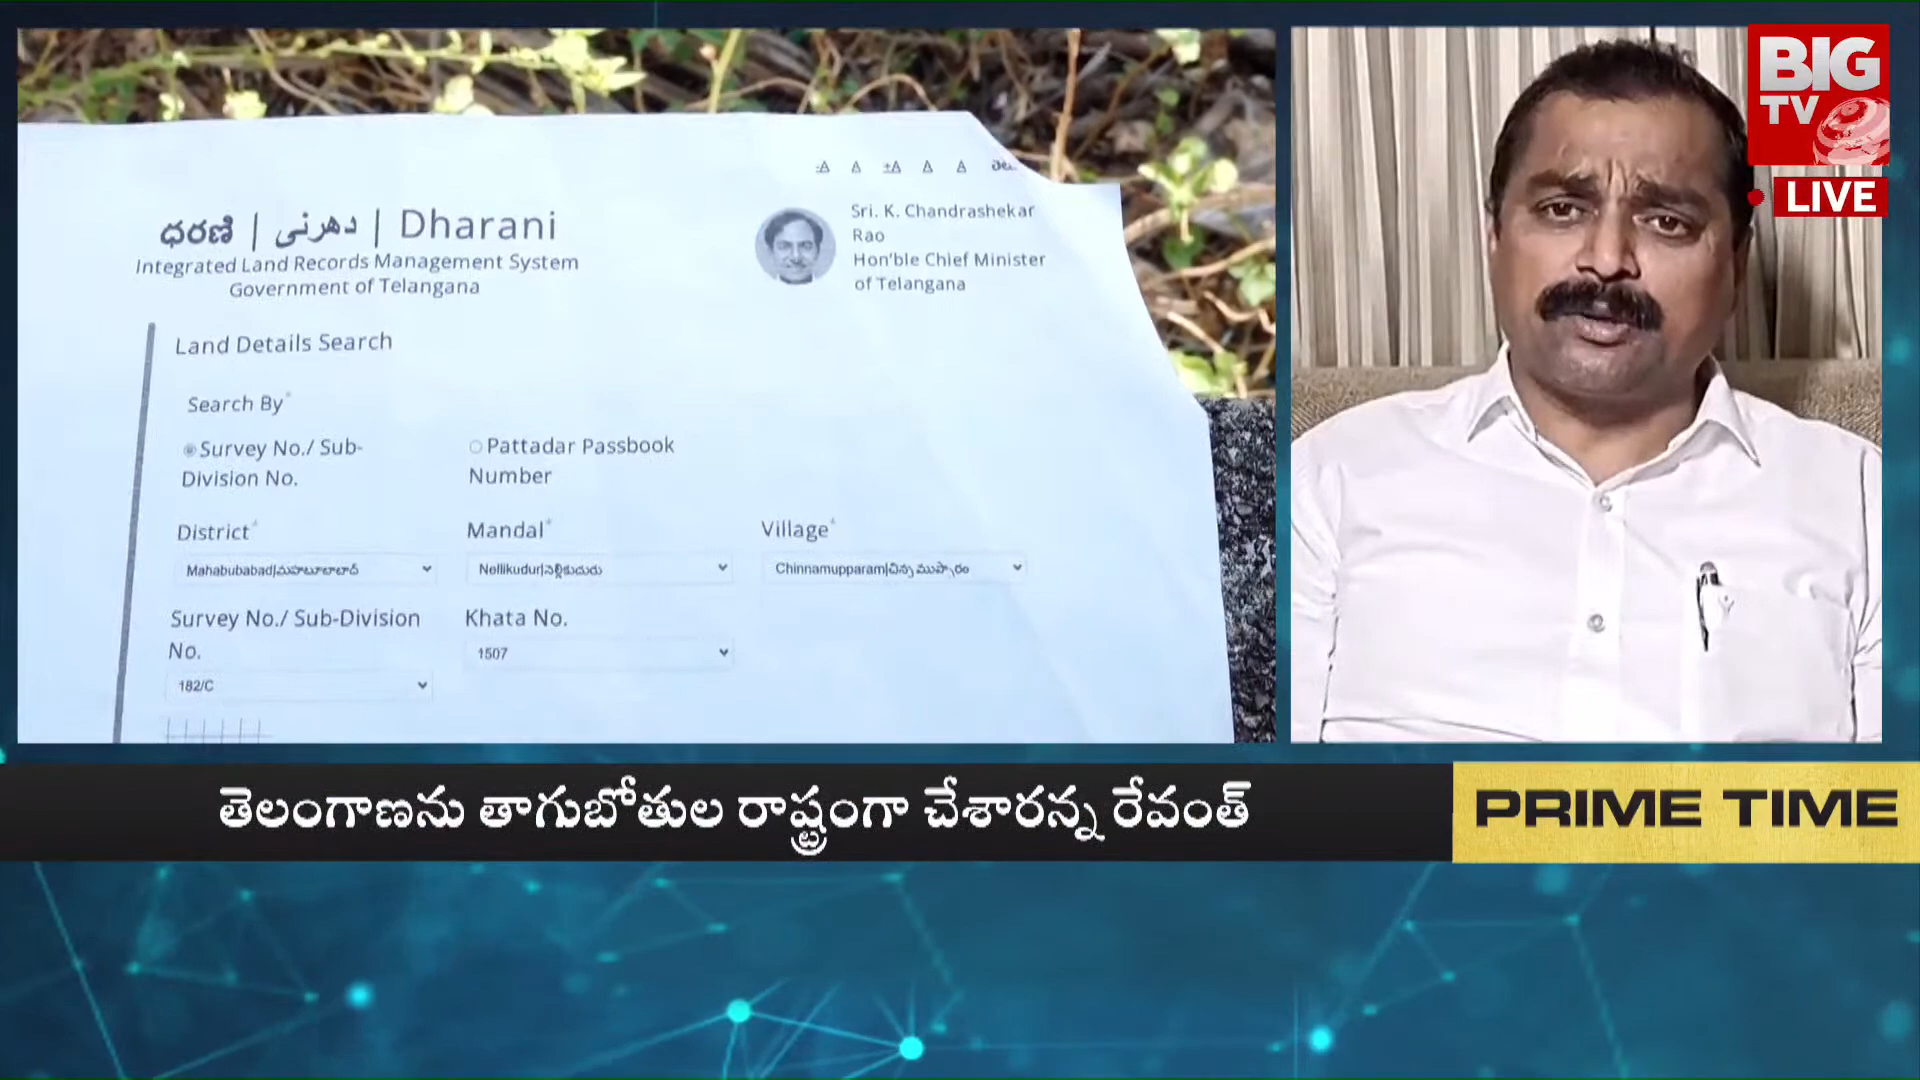 -A A +A A A
ధరణి | دهرنی | Dharani
Integrated Land Records Management System
Government of Telangana
Sri. K. Chandrashekar
Rao
Hon'ble Chief Minister
of Telangana
Land Details Search
Search By*
Survey No./ Sub-
Division No.
Pattadar Passbook
Number
District* Mandal* Village*
Mahabubabad|మహబూబాబాద్ Nellikudur|నెల్లికుదురు Chinnamupparam|చిన్న ముప్పారం
Survey No./ Sub-Division
No.
Khata No.
1507
182/C
BIG
TV
LIVE
తెలంగాణను తాగుబోతుల రాష్ట్రంగా చేశారన్న రేవంత్
PRIME TIME